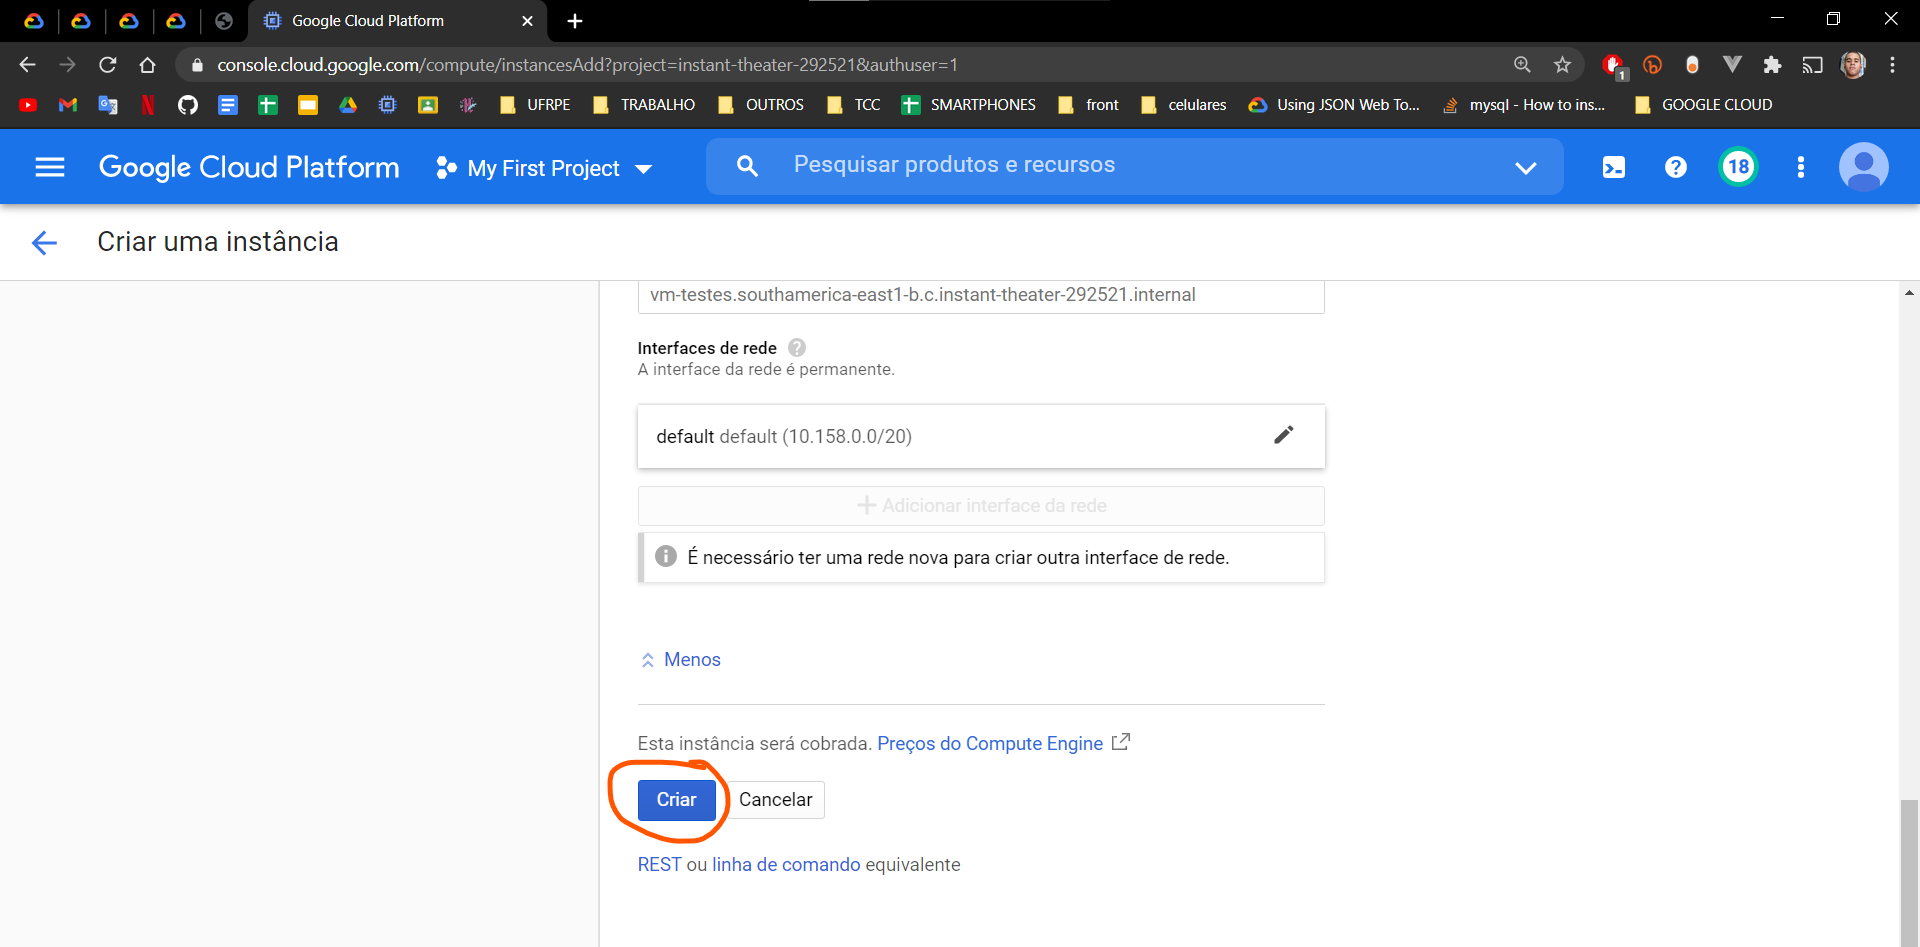 Google Cloud Platform
console.cloud.google.com/compute/instancesAdd?project=instant-theater-292521&authuser=1
1
UFRPE TRABALHO OUTROS TCC SMARTPHONES front celulares Using JSON Web To... mysql - How to ins... GOOGLE CLOUD
Google Cloud Platform My First Project Pesquisar produtos e recursos 18
Criar uma instância
vm-testes.southamerica-east1-b.c.instant-theater-292521.internal
Interfaces de rede
A interface da rede é permanente.
default default (10.158.0.0/20)
Adicionar interface da rede
É necessário ter uma rede nova para criar outra interface de rede.
Menos
Esta instância será cobrada. Preços do Compute Engine
Criar Cancelar
REST ou linha de comando equivalente